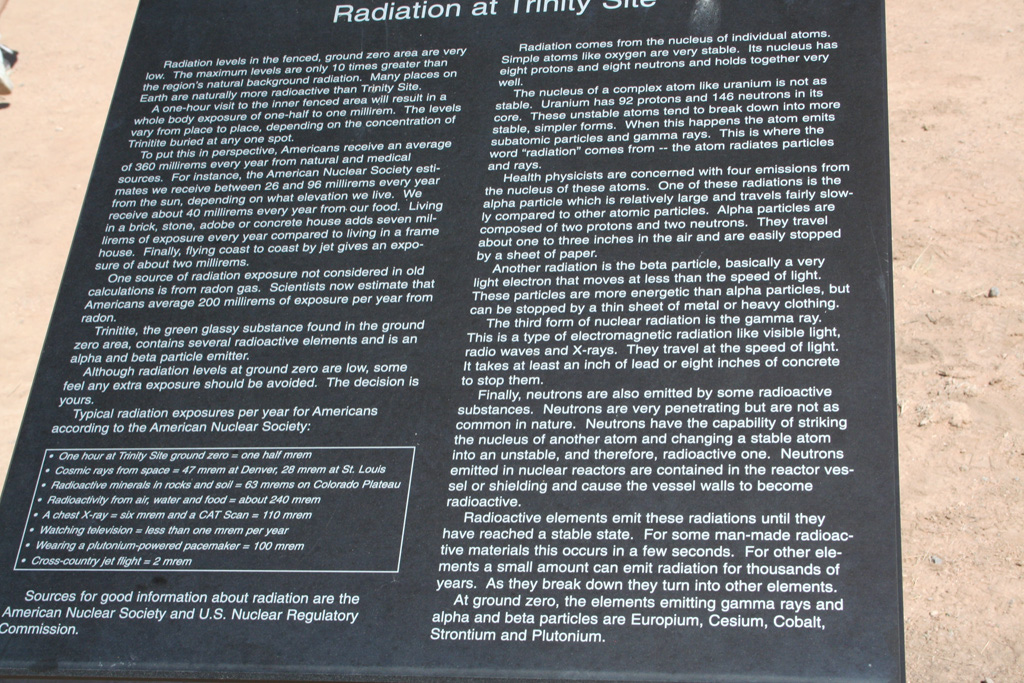 Radiation at Trinity Site
Radiation levels in the fenced, ground zero area are very
low. The maximum levels are only 10 times greater than
the region's natural background radiation. Many places on
Earth are naturally more radioactive than Trinity Site.
A one-hour visit to the inner fenced area will result in a
whole body exposure of one-half to one millirem. The levels
vary from place to place, depending on the concentration of
Trinitite buried at any one spot.
To put this in perspective, Americans receive an average
of 360 millirems every year from natural and medical
sources. For instance, the American Nuclear Society esti-
mates we receive between 26 and 96 millirems every year
from the sun, depending on what elevation we live. We
receive about 40 millirems every year from our food. Living
in a brick, stone, adobe or concrete house adds seven mil-
lirems of exposure every year compared to living in a frame
house. Finally, flying coast to coast by jet gives an expo-
sure of about two millirems.
One source of radiation exposure not considered in old
calculations is from radon gas. Scientists now estimate that
Americans average 200 millirems of exposure per year from
radon.
Trinitite, the green glassy substance found in the ground
zero area, contains several radioactive elements and is an
alpha and beta particle emitter.
Although radiation levels at ground zero are low, some
feel any extra exposure should be avoided. The decision is
yours.
Typical radiation exposures per year for Americans
according to the American Nuclear Society:
• One hour at Trinity Site ground zero = one half mrem
• Cosmic rays from space = 47 mrem at Denver, 28 mrem at St. Louis
• Radioactive minerals in rocks and soil = 63 mrems on Colorado Plateau
• Radioactivity from air, water and food = about 240 mrem
• A chest X-ray = six mrem and a CAT Scan = 110 mrem
• Watching television = less than one mrem per year
• Wearing a plutonium-powered pacemaker = 100 mrem
• Cross-country jet flight = 2 mrem
Sources for good information about radiation are the
American Nuclear Society and U.S. Nuclear Regulatory
Commission.
Radiation comes from the nucleus of individual atoms.
Simple atoms like oxygen are very stable. Its nucleus has
eight protons and eight neutrons and holds together very
well.
The nucleus of a complex atom like uranium is not as
stable. Uranium has 92 protons and 146 neutrons in its
core. These unstable atoms tend to break down into more
stable, simpler forms. When this happens the atom emits
subatomic particles and gamma rays. This is where the
word "radiation" comes from -- the atom radiates particles
and rays.
Health physicists are concerned with four emissions from
the nucleus of these atoms. One of these radiations is the
alpha particle which is relatively large and travels fairly slow-
ly compared to other atomic particles. Alpha particles are
composed of two protons and two neutrons. They travel
about one to three inches in the air and are easily stopped
by a sheet of paper.
Another radiation is the beta particle, basically a very
light electron that moves at less than the speed of light.
These particles are more energetic than alpha particles, but
can be stopped by a thin sheet of metal or heavy clothing.
The third form of nuclear radiation is the gamma ray.
This is a type of electromagnetic radiation like visible light,
radio waves and X-rays. They travel at the speed of light.
It takes at least an inch of lead or eight inches of concrete
to stop them.
Finally, neutrons are also emitted by some radioactive
substances. Neutrons are very penetrating but are not as
common in nature. Neutrons have the capability of striking
the nucleus of another atom and changing a stable atom
into an unstable, and therefore, radioactive one. Neutrons
emitted in nuclear reactors are contained in the reactor ves-
sel or shielding and cause the vessel walls to become
radioactive.
Radioactive elements emit these radiations until they
have reached a stable state. For some man-made radioac-
tive materials this occurs in a few seconds. For other ele-
ments a small amount can emit radiation for thousands of
years. As they break down they turn into other elements.
At ground zero, the elements emitting gamma rays and
alpha and beta particles are Europium, Cesium, Cobalt,
Strontium and Plutonium.